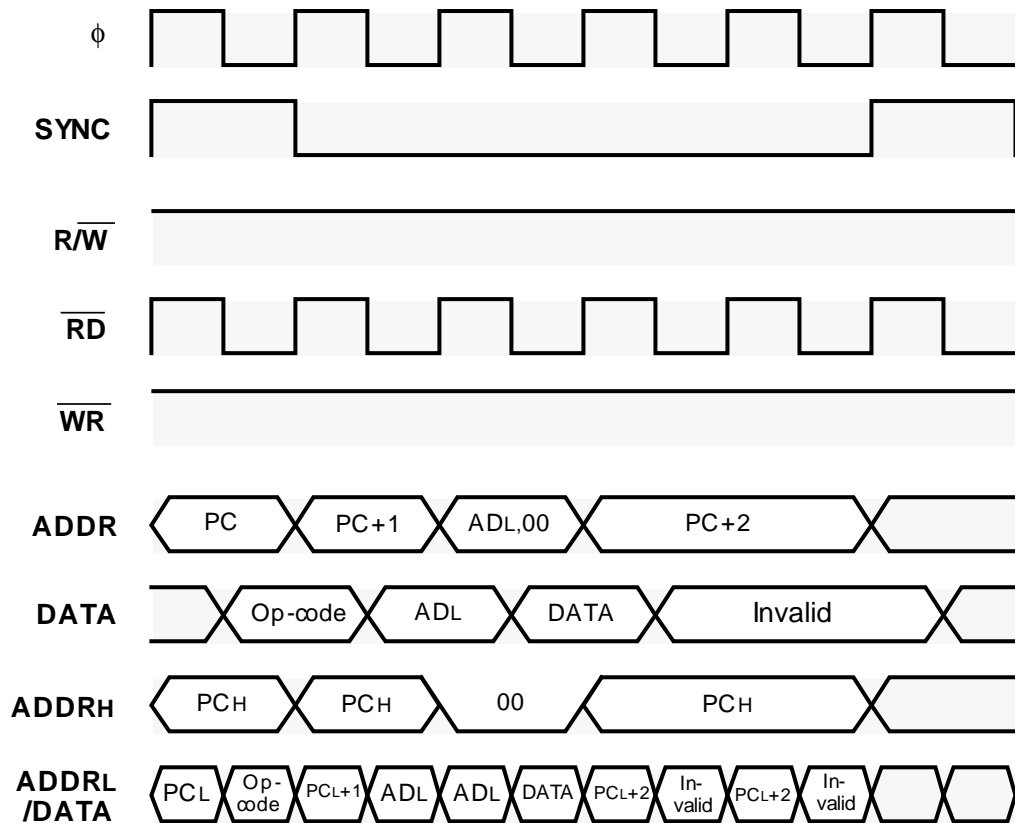 ϕ
SYNC
R/W̅
R̅D̅
W̅R̅
ADDR PC PC+1 ADL,00 PC+2
DATA Op-code ADL DATA Invalid
ADDRH PCH PCH 00 PCH
ADDRL
/DATA
PCL
Op-
code
PCL+1
ADL
ADL
DATA
PCL+2
In-
valid
PCL+2
In-
valid